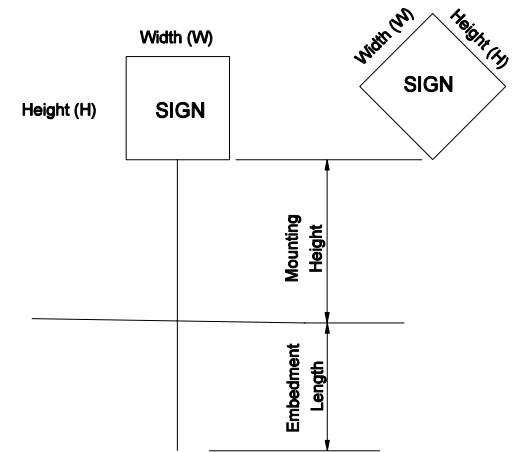 Width (W)
Height (H)
SIGN
Width (W)
Height (H)
SIGN
Mounting
Height
Embedment
Length